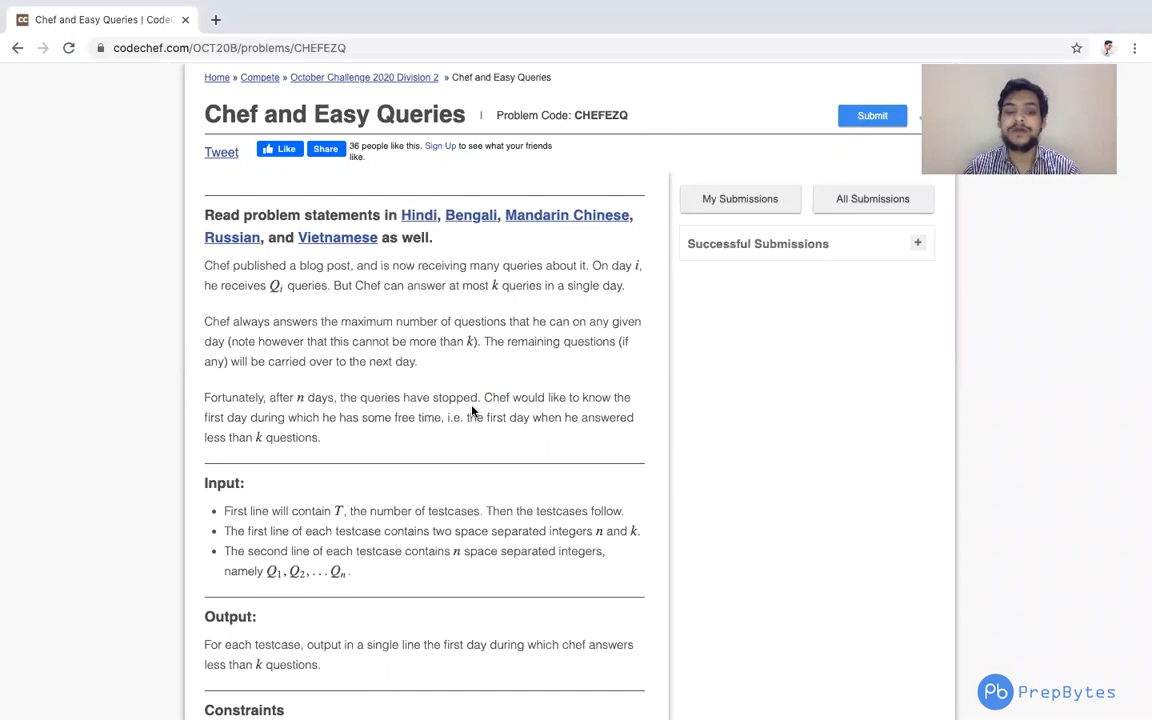 Chef and Easy Queries | Code
codechef.com/OCT20B/problems/CHEFEZQ
Home » Compete » October Challenge 2020 Division 2 » Chef and Easy Queries
Chef and Easy Queries | Problem Code: CHEFEZQ
Submit
Tweet
Like Share 36 people like this. Sign Up to see what your friends
like.
My Submissions All Submissions
Successful Submissions +
Read problem statements in Hindi, Bengali, Mandarin Chinese,
Russian, and Vietnamese as well.
Chef published a blog post, and is now receiving many queries about it. On day i,
he receives Qi queries. But Chef can answer at most k queries in a single day.
Chef always answers the maximum number of questions that he can on any given
day (note however that this cannot be more than k). The remaining questions (if
any) will be carried over to the next day.
Fortunately, after n days, the queries have stopped. Chef would like to know the
first day during which he has some free time, i.e. the first day when he answered
less than k questions.
Input:
• First line will contain T, the number of testcases. Then the testcases follow.
• The first line of each testcase contains two space separated integers n and k.
• The second line of each testcase contains n space separated integers,
namely Q1, Q2, . . . Qn.
Output:
For each testcase, output in a single line the first day during which chef answers
less than k questions.
Constraints
Pb PrepBytes